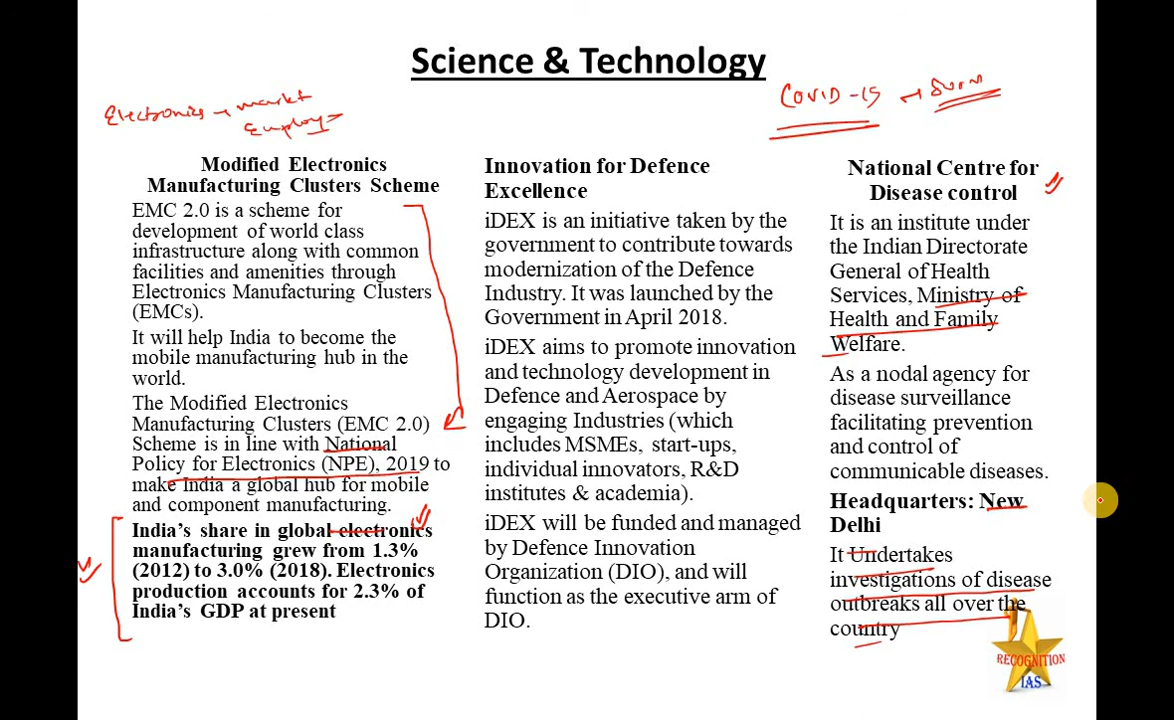 Science & Technology
Electronics → markt
Employ
COVID-19 →
Modified Electronics
Manufacturing Clusters Scheme
EMC 2.0 is a scheme for
development of world class
infrastructure along with common
facilities and amenities through
Electronics Manufacturing Clusters
(EMCs).
It will help India to become the
mobile manufacturing hub in the
world.
The Modified Electronics
Manufacturing Clusters (EMC 2.0)
Scheme is in line with National
Policy for Electronics (NPE), 2019 to
make India a global hub for mobile
and component manufacturing.
India's share in global electronics
manufacturing grew from 1.3%
(2012) to 3.0% (2018). Electronics
production accounts for 2.3% of
India's GDP at present
Innovation for Defence
Excellence
iDEX is an initiative taken by the
government to contribute towards
modernization of the Defence
Industry. It was launched by the
Government in April 2018.
iDEX aims to promote innovation
and technology development in
Defence and Aerospace by
engaging Industries (which
includes MSMEs, start-ups,
individual innovators, R&D
institutes & academia).
iDEX will be funded and managed
by Defence Innovation
Organization (DIO), and will
function as the executive arm of
DIO.
National Centre for
Disease control
It is an institute under
the Indian Directorate
General of Health
Services, Ministry of
Health and Family
Welfare.
As a nodal agency for
disease surveillance
facilitating prevention
and control of
communicable diseases.
Headquarters: New
Delhi
It Undertakes
investigations of disease
outbreaks all over the
country
RECOGNITION
IAS